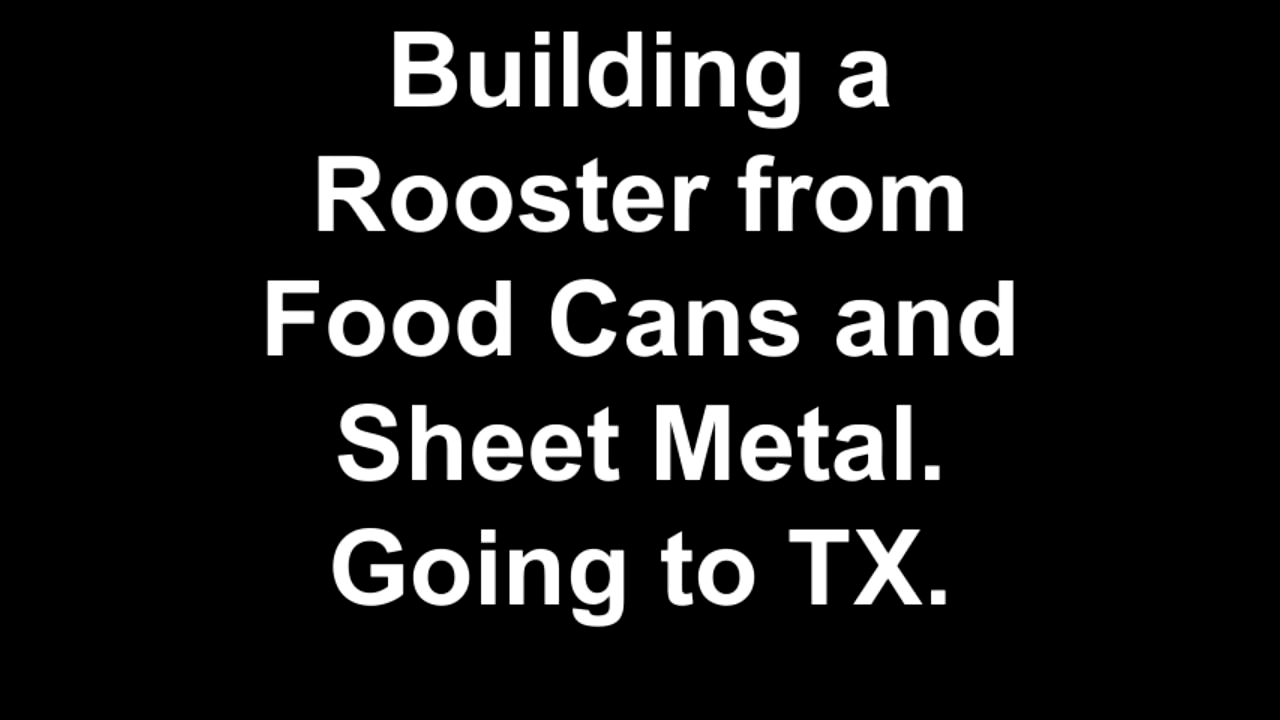 Building a
Rooster from
Food Cans and
Sheet Metal.
Going to TX.